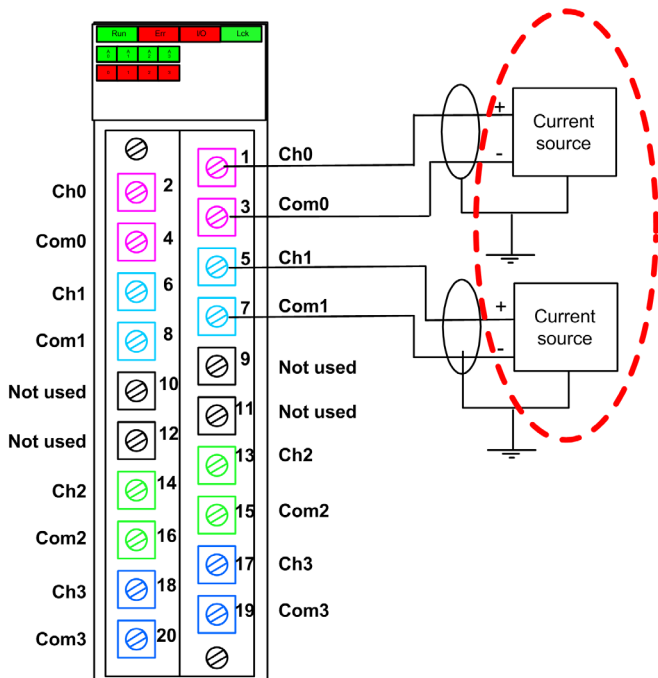 Run Err I/O Lck
1 Ch0
3 Com0
5 Ch1
7 Com1
9 Not used
11 Not used
13 Ch2
15 Com2
17 Ch3
19 Com3
Ch0 2
Com0 4
Ch1 6
Com1 8
Not used 10
Not used 12
Ch2 14
Com2 16
Ch3 18
Com3 20
+
Current
source
-
+
Current
source
-